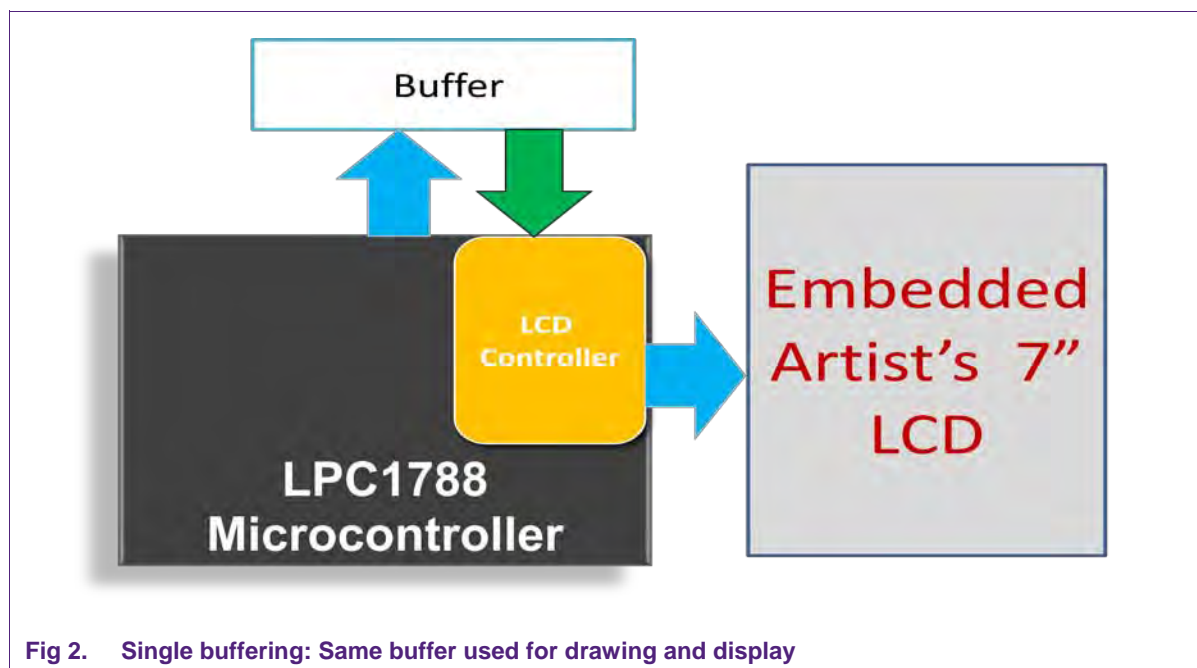 Buffer
LCD
Controller
LPC1788
Microcontroller
Embedded
Artist’s 7”
LCD
Fig 2. Single buffering: Same buffer used for drawing and display